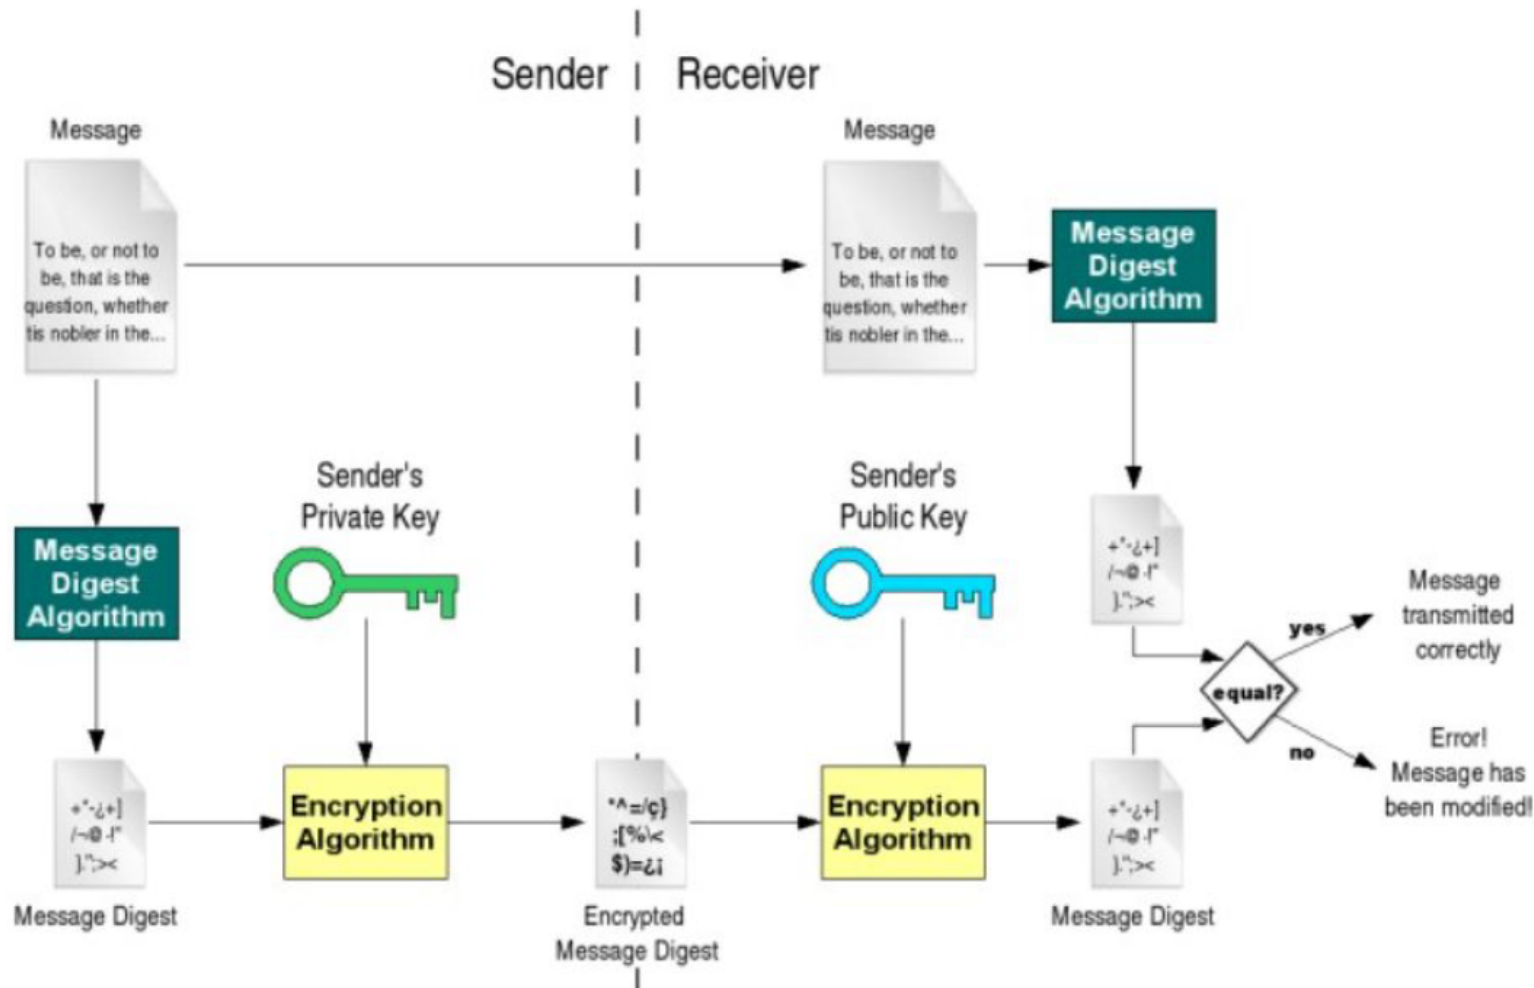 Sender
Receiver
Message
To be, or not to
be, that is the
question, whether
tis nobler in the...
Message
To be, or not to
be, that is the
question, whether
tis nobler in the...
Message
Digest
Algorithm
Sender's
Private Key
Sender's
Public Key
Message
Digest
Algorithm
+*-¿+]
}.";><
equal?
yes
Message
transmitted
correctly
no
Error!
Message has
been modified!
+*-¿+]
}.";><
Message Digest
Encryption
Algorithm
*^=/ç}
;[%\<
$)=¿¡
Encrypted
Message Digest
Encryption
Algorithm
+*-¿+]
}.";><
Message Digest